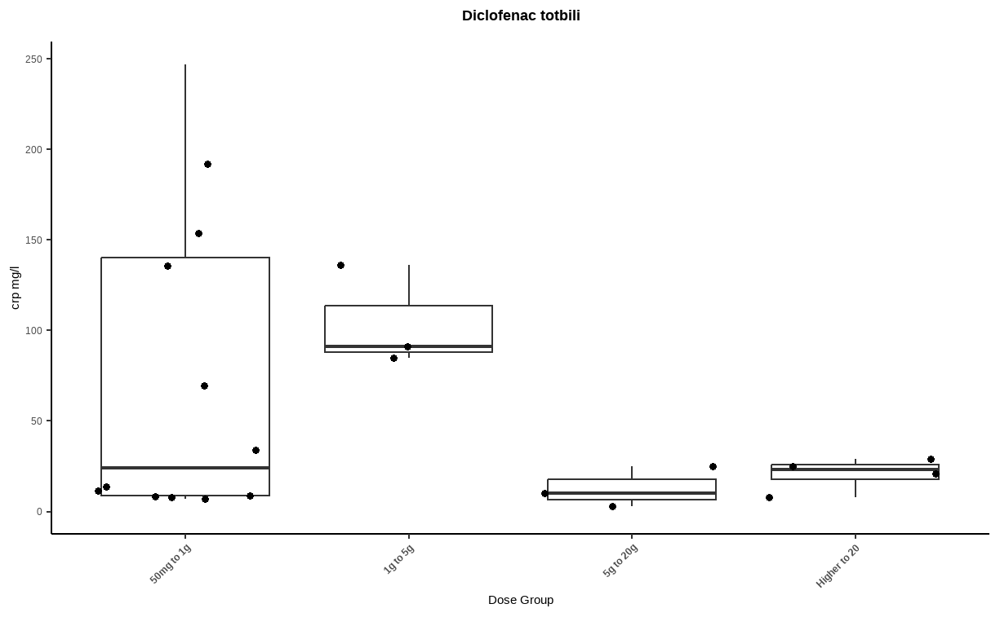 Diclofenac totbili
250
200
150
100
50
0
crp mg/l
50mg to 1g
1g to 5g
5g to 20g
Higher to 20
Dose Group